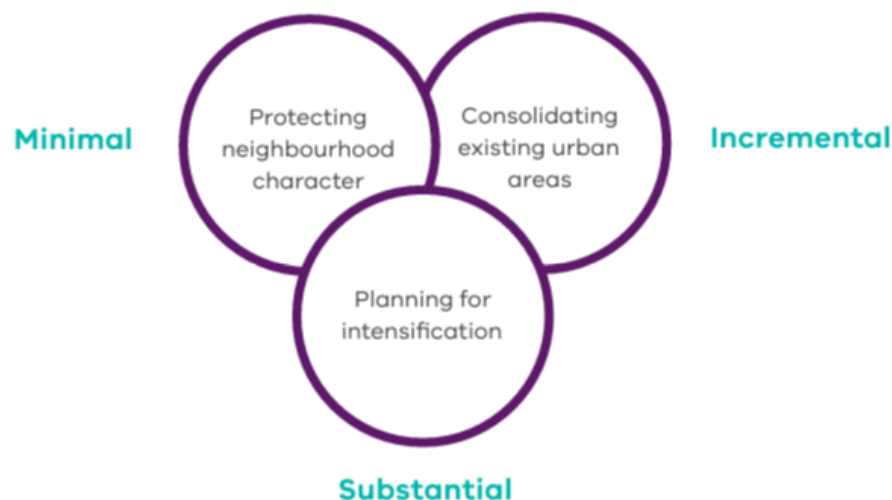 Minimal
Protecting
neighbourhood
character
Consolidating
existing urban
areas
Incremental
Planning for
intensification
Substantial